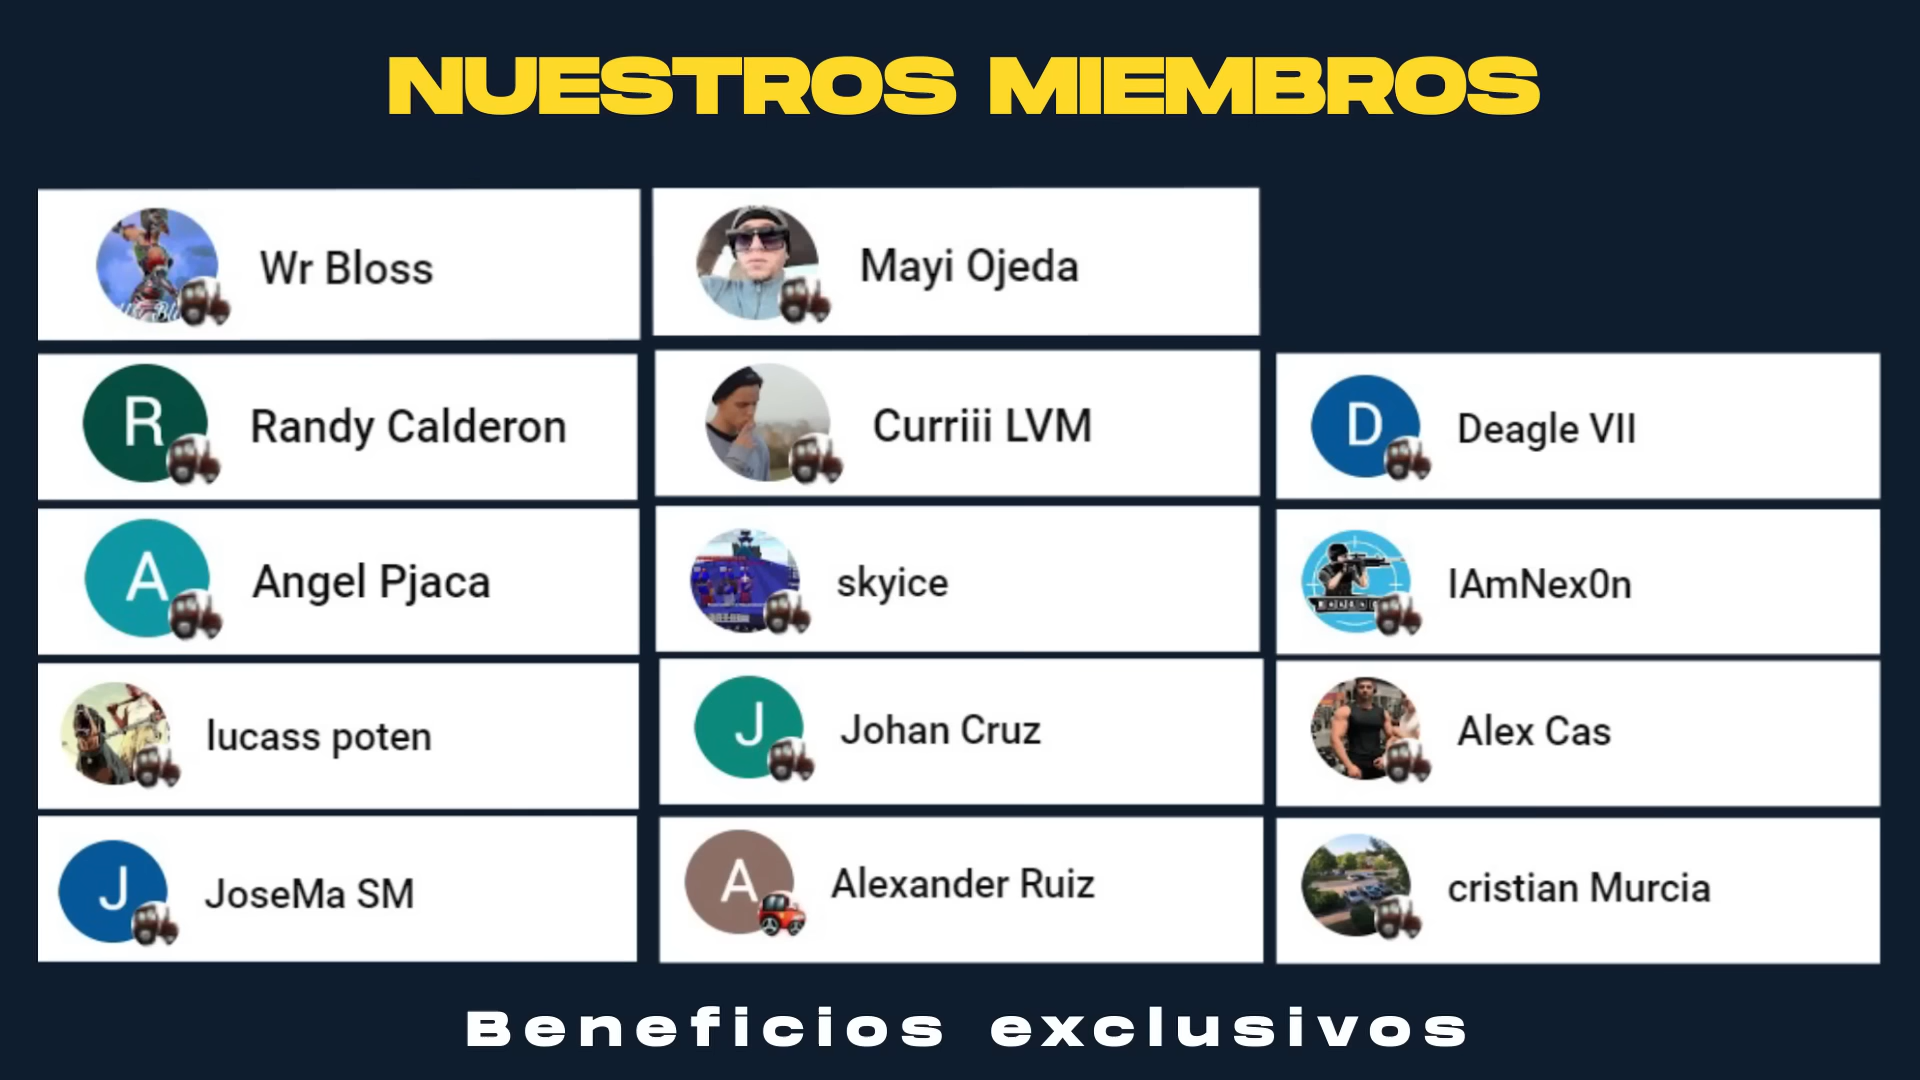 NUESTROS MIEMBROS
Wr Bloss
Mayi Ojeda
R
Randy Calderon
Curriii LVM
D
Deagle VII
A
Angel Pjaca
skyice
IAmNex0n
lucass poten
J
Johan Cruz
Alex Cas
J
JoseMa SM
A
Alexander Ruiz
cristian Murcia
Beneficios exclusivos